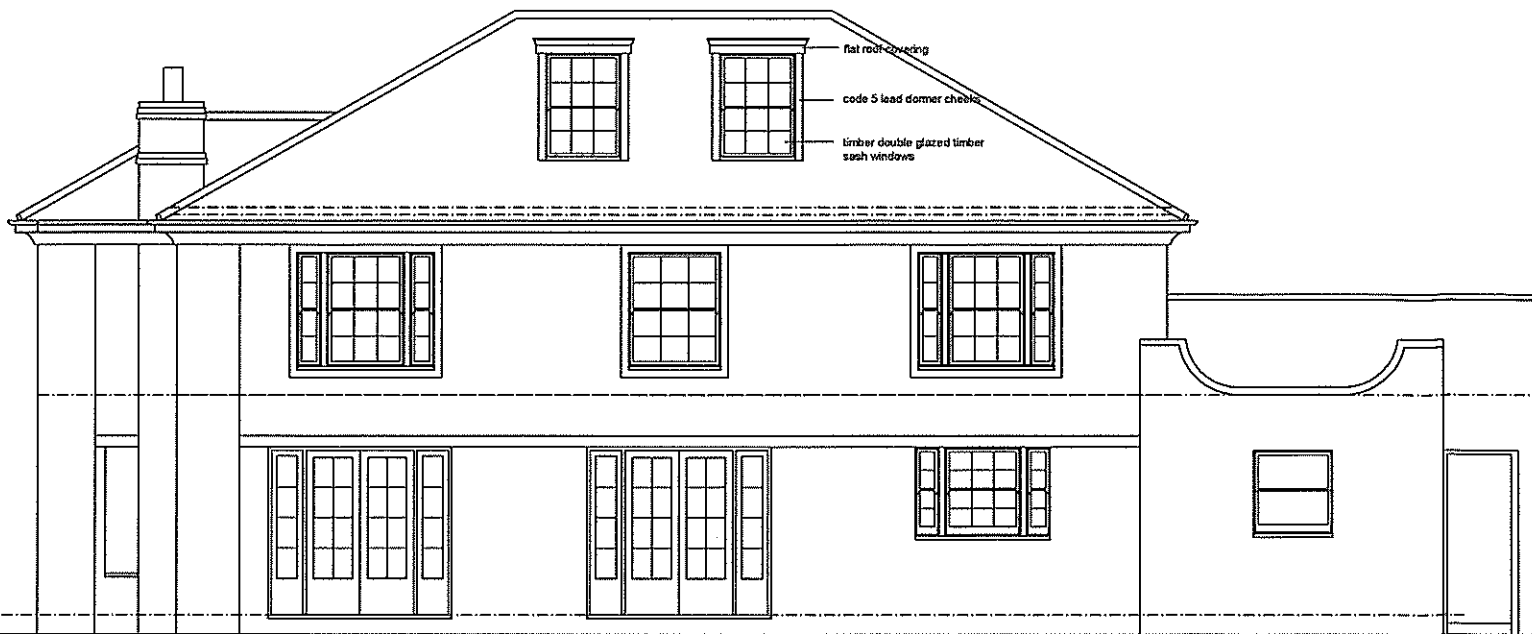 flat roof covering
code 5 lead dormer cheeks
timber double glazed timber
sash windows